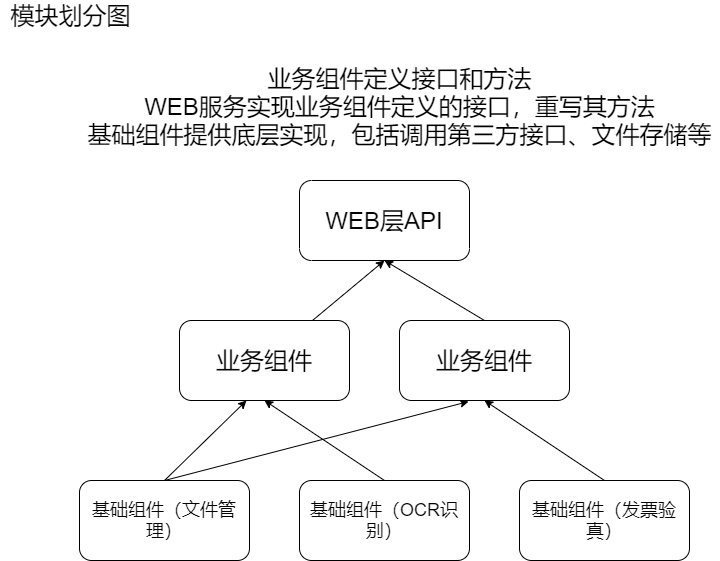 模块划分图
业务组件定义接口和方法
WEB服务实现业务组件定义的接口，重写其方法
基础组件提供底层实现，包括调用第三方接口、文件存储等
WEB层API
业务组件
业务组件
基础组件（文件管
理）
基础组件（OCR识
别）
基础组件（发票验
真）